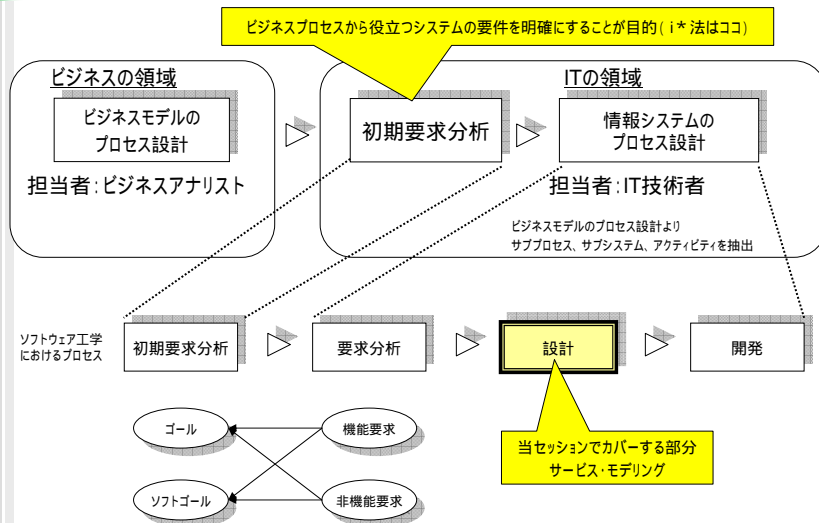 ビジネスプロセスから役立つシステムの要件を明確にすることが目的(i*法はココ)
ビジネスの領域
ITの領域
ビジネスモデルの
プロセス設計
初期要求分析
情報システムの
プロセス設計
担当者:ビジネスアナリスト
担当者:IT技術者
ビジネスモデルのプロセス設計より
サブプロセス、サブシステム、アクティビティを抽出
ソフトウェア工学
におけるプロセス
初期要求分析
要求分析
設計
開発
ゴール
機能要求
ソフトゴール
非機能要求
当セッションでカバーする部分
サービス・モデリング